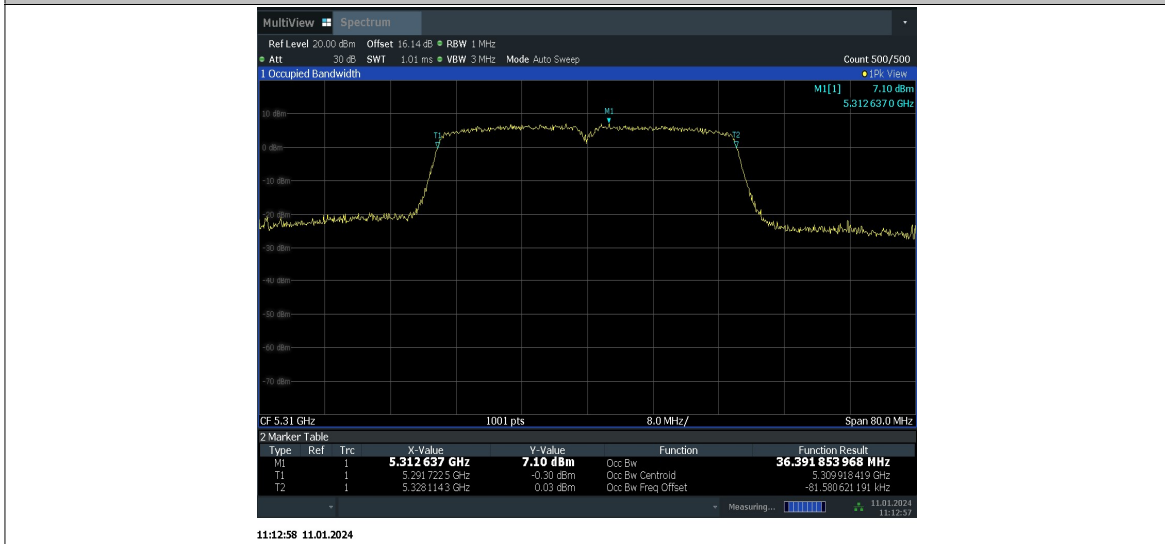 MultiView Spectrum
Ref Level 20.00 dBm Offset 16.14 dB RBW 1 MHz
Att 30 dB SWT 1.01 ms VBW 3 MHz Mode Auto Sweep Count 500/500
1 Occupied Bandwidth 1Pk View
M1[1] 7.10 dBm
5.312 637 0 GHz
10 dBm
M1
T1
T2
0 dBm
-10 dBm
-20 dBm
-30 dBm
-40 dBm
-50 dBm
-60 dBm
-70 dBm
CF 5.31 GHz 1001 pts 8.0 MHz/ Span 80.0 MHz
2 Marker Table
Type Ref Trc X-Value Y-Value Function Function Result
M1 1 5.312 637 GHz 7.10 dBm Occ Bw 36.391 853 968 MHz
T1 1 5.291 722 5 GHz -0.30 dBm Occ Bw Centroid 5.309 918 419 GHz
T2 1 5.328 114 3 GHz 0.03 dBm Occ Bw Freq Offset -81.580 621 191 kHz
Measuring... 11.01.2024
11:12:57
11:12:58 11.01.2024